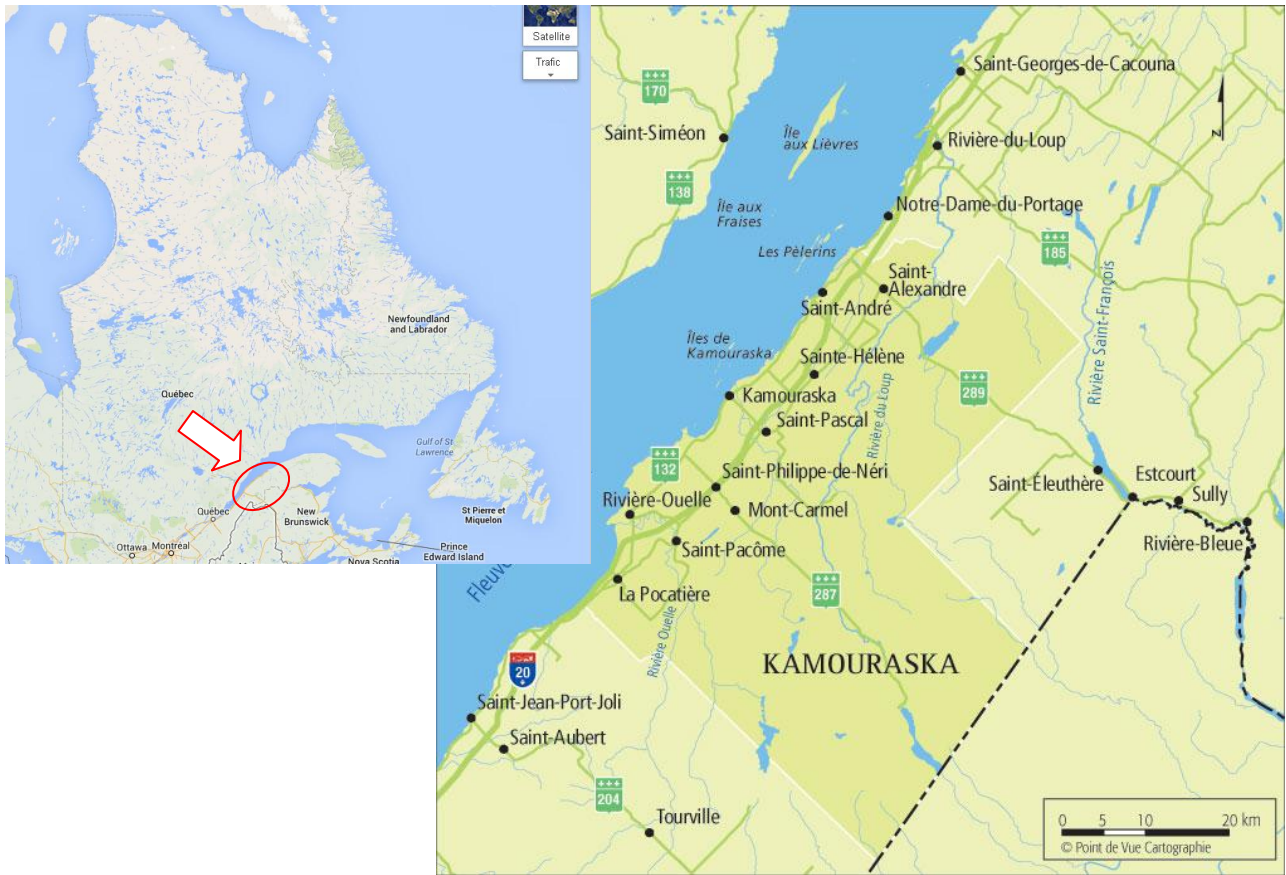 Satellite
Trafic
Newfoundland
and Labrador
Québec
Gulf of St
Lawrence
Québec
New
Brunswick
St Pierre et
Miquelon
Ottawa
Montreal
Prince
Edward Island
Nova Scotia
Saint-Georges-de-Cacouna
170
Saint-Siméon
Île
aux Lièvres
Rivière-du-Loup
N
138
Île aux
Fraises
Notre-Dame-du-Portage
Les Pèlerins
185
Saint-
Alexandre
Saint-André
Rivière Saint-François
Îles de
Kamouraska
Sainte-Hélène
289
Kamouraska
Rivière du Loup
Saint-Pascal
132
Saint-Philippe-de-Néri
Saint-Éleuthère
Estcourt
Sully
Rivière-Ouelle
Mont-Carmel
Rivière-Bleue
Saint-Pacôme
Fleuve
La Pocatière
287
Rivière Ouelle
KAMOURASKA
20
Saint-Jean-Port-Joli
Saint-Aubert
204
Tourville
0 5 10 20 km
© Point de Vue Cartographie